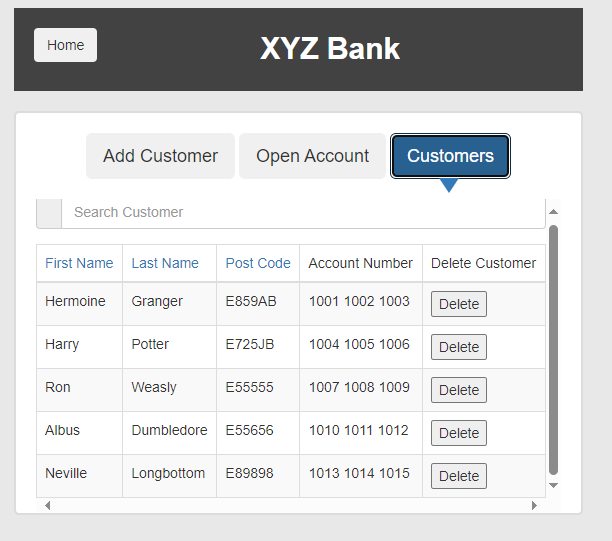 Home
XYZ Bank
Add Customer Open Account Customers
Search Customer
First Name Last Name Post Code Account Number Delete Customer
Hermoine Granger E859AB 1001 1002 1003 Delete
Harry Potter E725JB 1004 1005 1006 Delete
Ron Weasly E55555 1007 1008 1009 Delete
Albus Dumbledore E55656 1010 1011 1012 Delete
Neville Longbottom E89898 1013 1014 1015 Delete